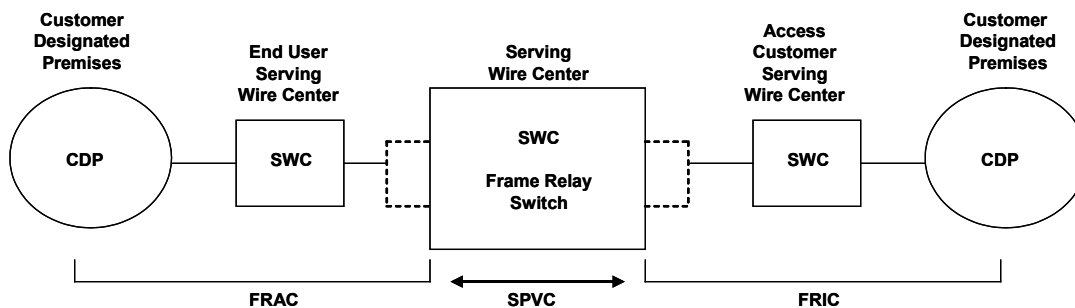 Customer
Designated
Premises
End User
Serving
Wire Center
Serving
Wire Center
Access
Customer
Serving
Wire Center
Customer
Designated
Premises
CDP
SWC
SWC
Frame Relay
Switch
SWC
CDP
FRAC
SPVC
FRIC